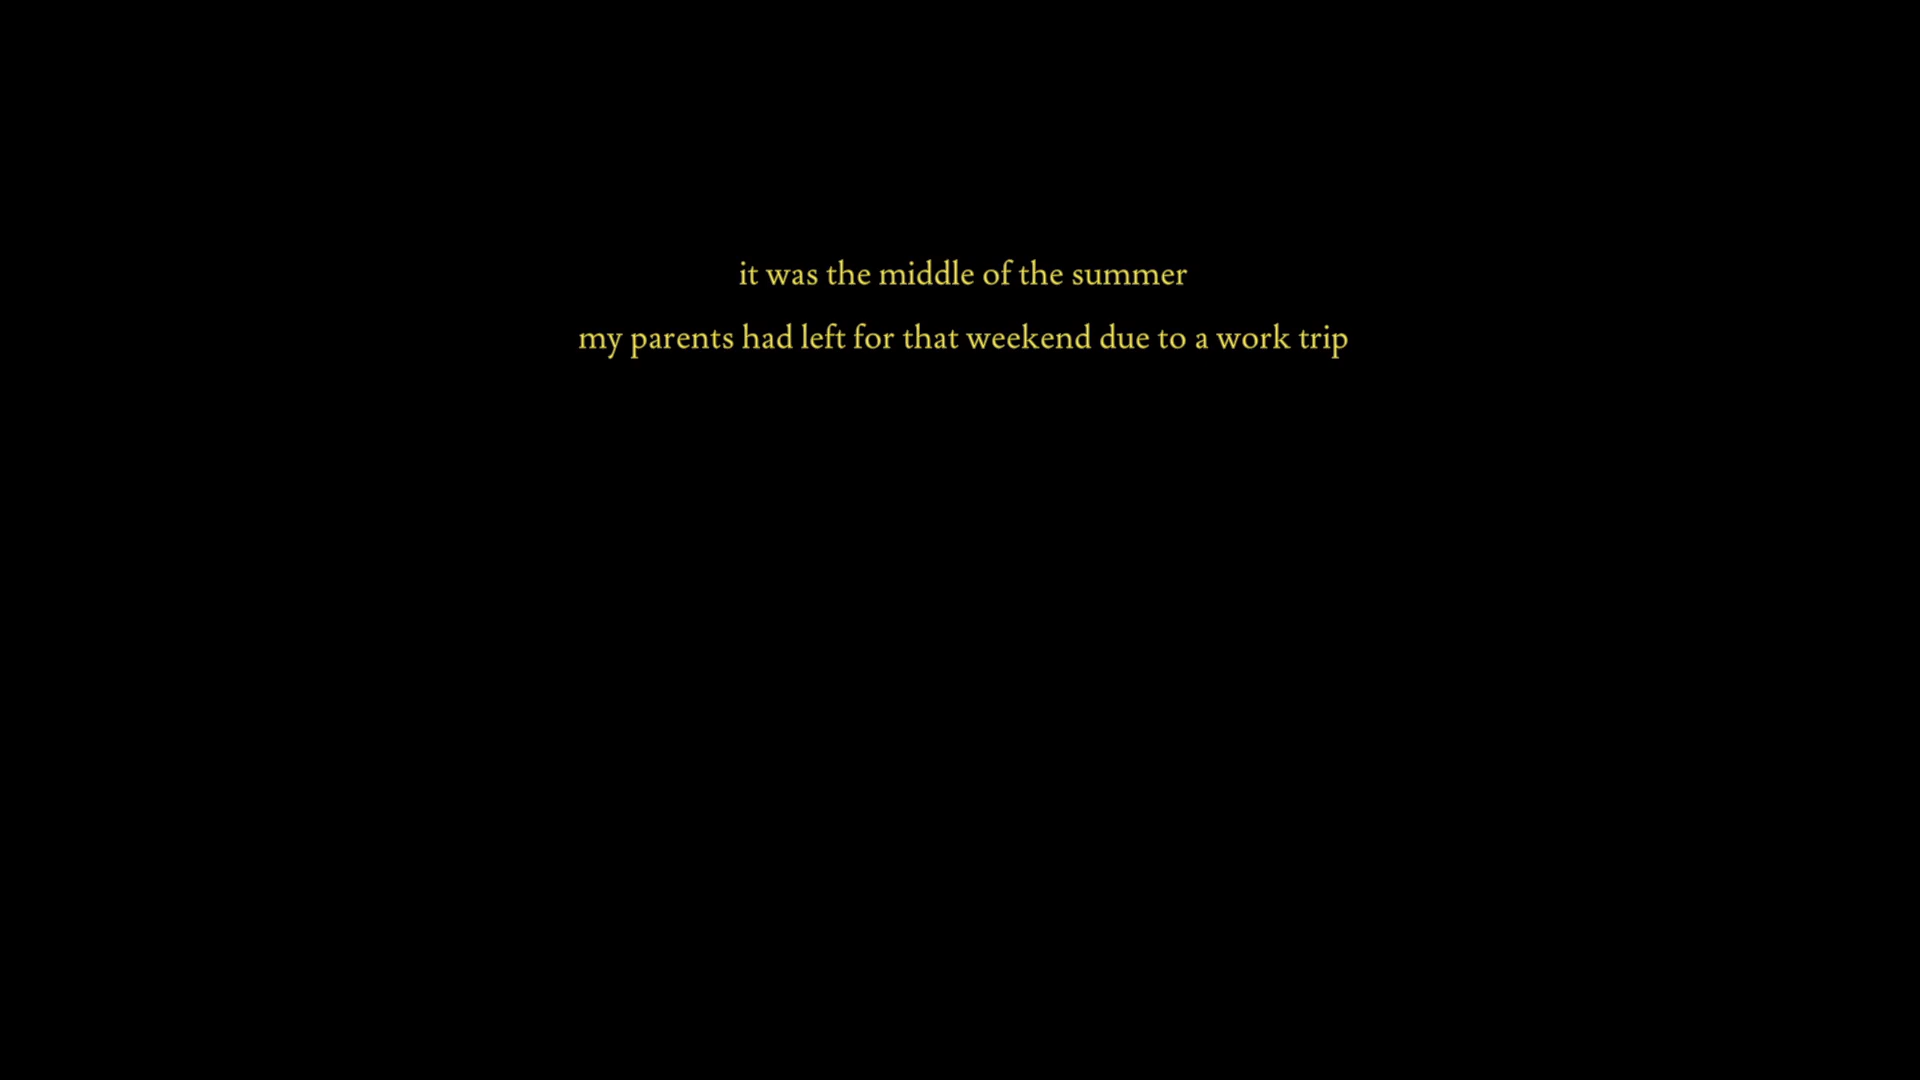 it was the middle of the summer
my parents had left for that weekend due to a work trip